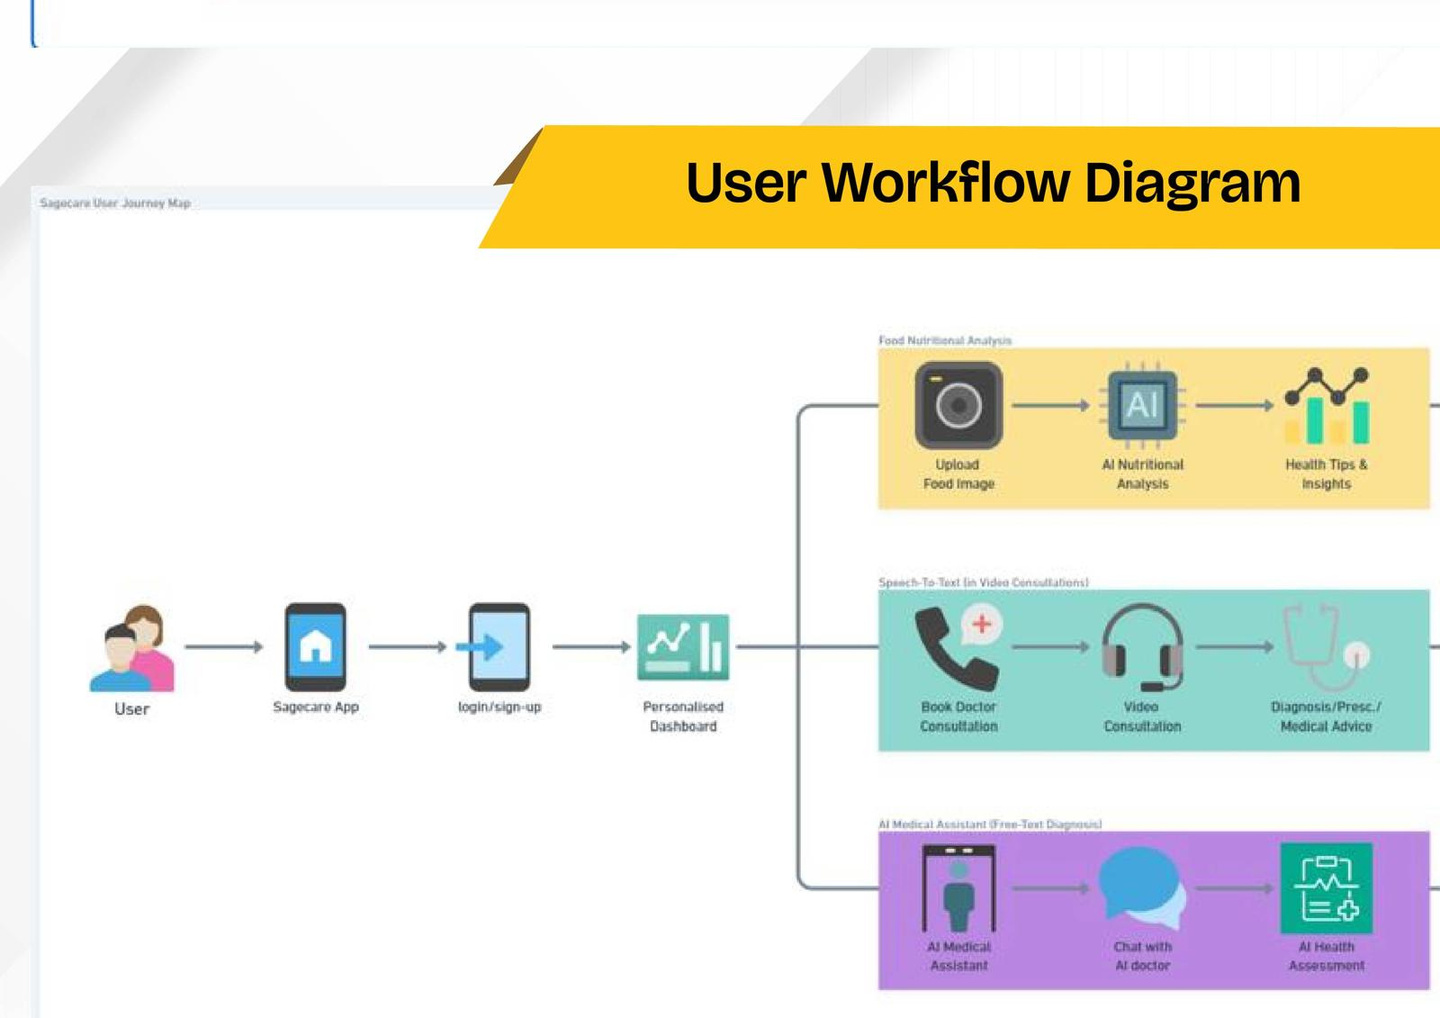 User Workflow Diagram
Sagecare User Journey Map
Food Nutritional Analysis
AI
Upload
Food Image
AI Nutritional
Analysis
Health Tips &
Insights
Speech-To-Text (in Video Consultations)
User
Sagecare App
login/sign-up
Personalised
Dashboard
Book Doctor
Consultation
Video
Consultation
Diagnosis/Presc./
Medical Advice
AI Medical Assistant (Free-Text Diagnosis)
AI Medical
Assistant
Chat with
AI doctor
AI Health
Assessment